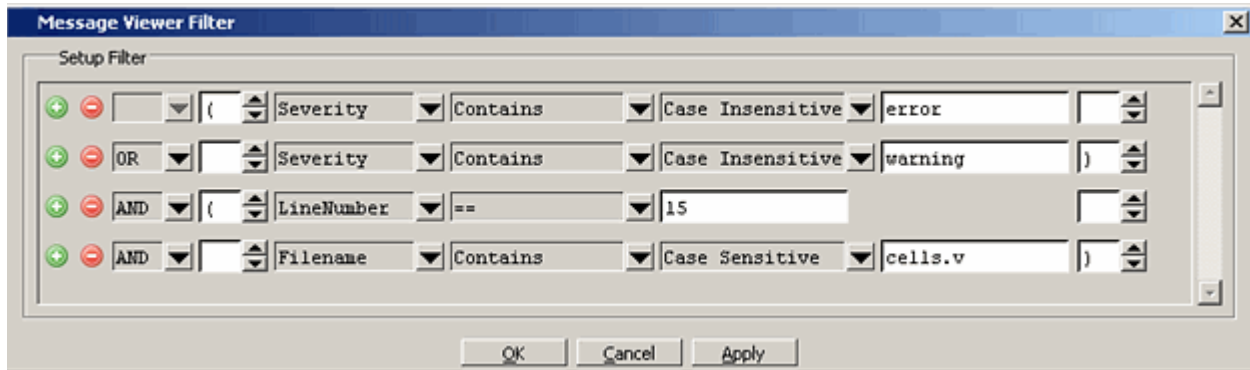 Message Viewer Filter
Setup Filter
( Severity Contains Case Insensitive error
OR Severity Contains Case Insensitive warning )
AND ( LineNumber == 15
AND Filename Contains Case Sensitive cells.v )
OK Cancel Apply